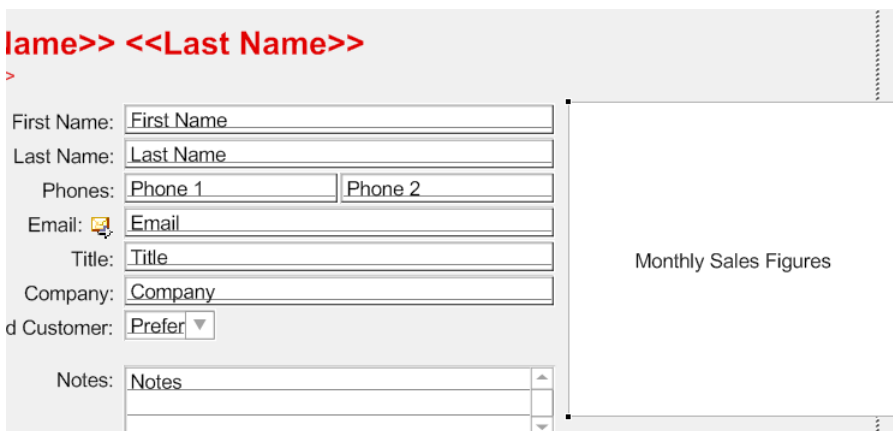 Name>> <<Last Name>>
>
First Name: First Name
Last Name: Last Name
Phones: Phone 1 Phone 2
Email: Email
Title: Title
Monthly Sales Figures
Company: Company
d Customer: Prefer
Notes: Notes